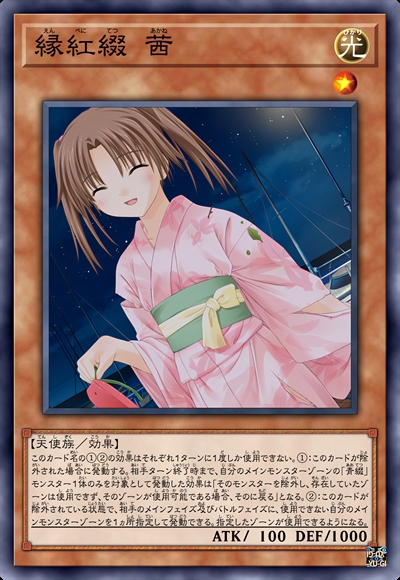 縁紅綴 茜
光
【天使族／効果】
このカード名の①②の効果はそれぞれ1ターンに1度しか使用できない。①：このカードが除
外された場合に発動する。相手ターン終了時まで、自分のメインモンスターゾーンの「 綴」
モンスター1体のみを対象として発動した効果は「そのモンスターを除外し、存在していたゾ
ーンは使用できず、そのゾーンが使用可能である場合、そのに戻る」となる。②：このカードが
除外されている状態で、相手のメインフェイズ及びバトルフェイズに、使用できない自分のメイ
ンモンスターゾーンを1ヵ所指定して発動できる。指定したゾーンが使用できるようになる。
ATK/ 100 DEF/1000